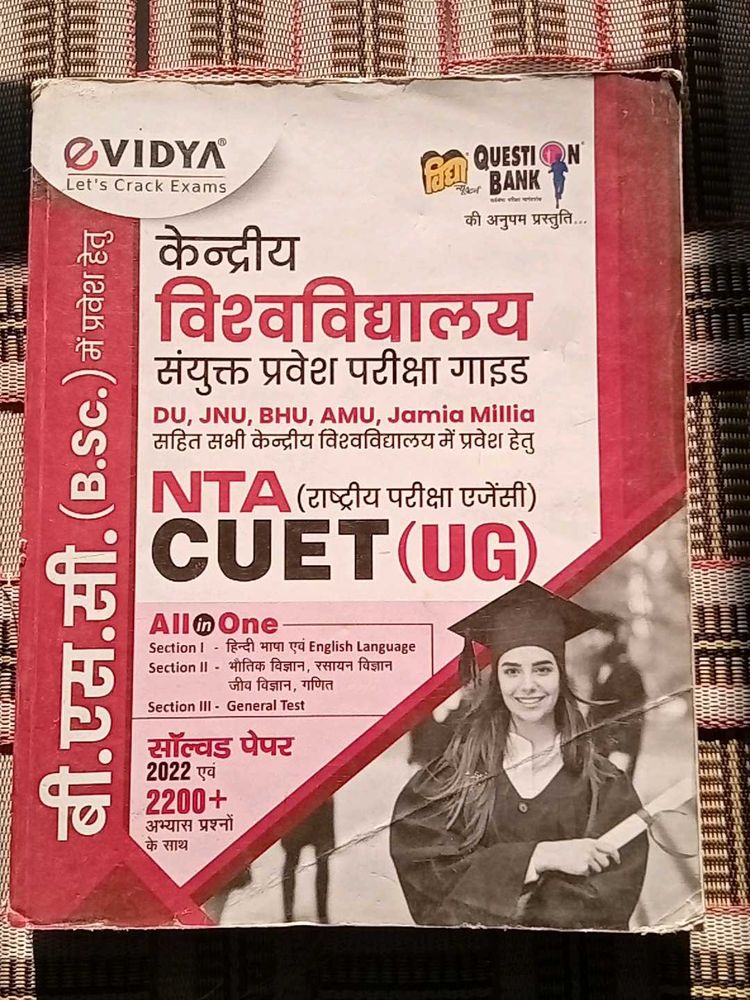 eVIDYA®
Let's Crack Exams
विद्या
QUESTION BANK
की अनुपम प्रस्तुति...
बी.एस.सी. (B.Sc.) में प्रवेश हेतु
केन्द्रीय
विश्वविद्यालय
संयुक्त प्रवेश परीक्षा गाइड
DU, JNU, BHU, AMU, Jamia Millia
सहित सभी केन्द्रीय विश्वविद्यालय में प्रवेश हेतु
NTA (राष्ट्रीय परीक्षा एजेंसी)
CUET (UG)
All in One
Section I - हिन्दी भाषा एवं English Language
Section II - भौतिक विज्ञान, रसायन विज्ञान
जीव विज्ञान, गणित
Section III - General Test
सॉल्वड पेपर
2022 एवं
2200+
अभ्यास प्रश्नों
के साथ